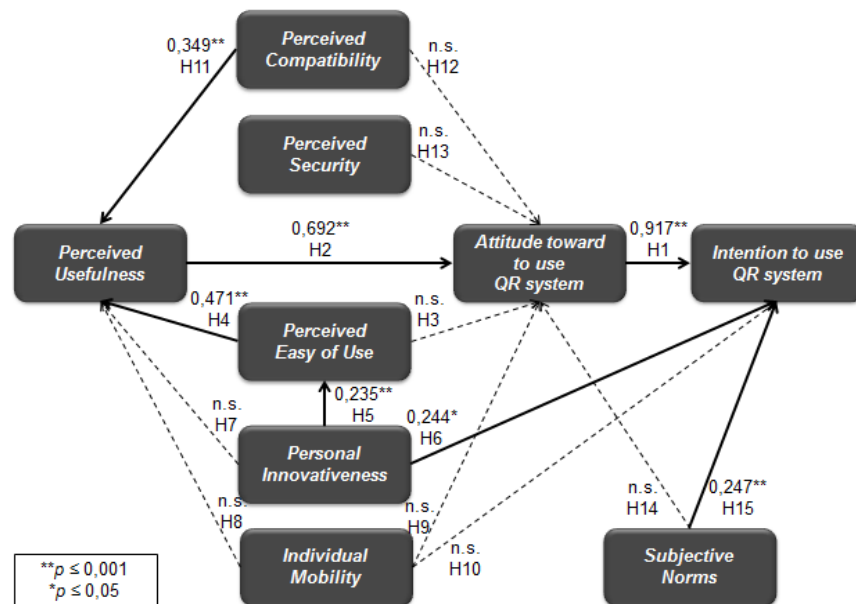 0,349**
H11
Perceived
Compatibility
n.s.
H12
Perceived
Security
n.s.
H13
Perceived
Usefulness
0,692**
H2
Attitude toward
to use
QR system
0,917**
H1
Intention to use
QR system
0,471**
H4
Perceived
Easy of Use
n.s.
H3
0,235**
H5
n.s.
H7
Personal
Innovativeness
0,244*
H6
n.s.
H8
Individual
Mobility
n.s.
H9
n.s.
H10
n.s.
H14
0,247**
H15
Subjective
Norms
**p ≤ 0,001
*p ≤ 0,05